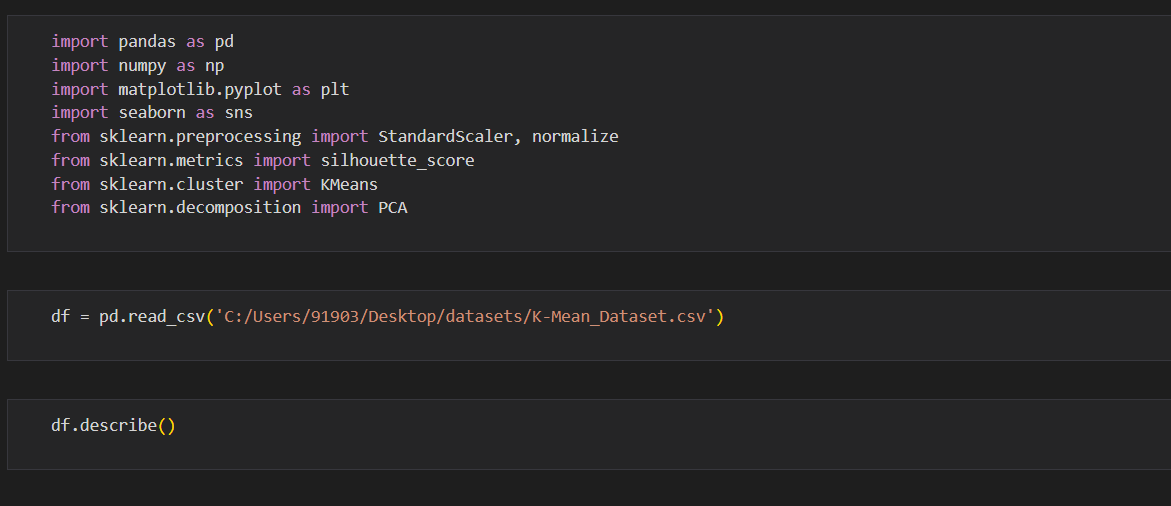 import pandas as pd
import numpy as np
import matplotlib.pyplot as plt
import seaborn as sns
from sklearn.preprocessing import StandardScaler, normalize
from sklearn.metrics import silhouette_score
from sklearn.cluster import KMeans
from sklearn.decomposition import PCA
df = pd.read_csv('C:/Users/91903/Desktop/datasets/K-Mean_Dataset.csv')
df.describe()